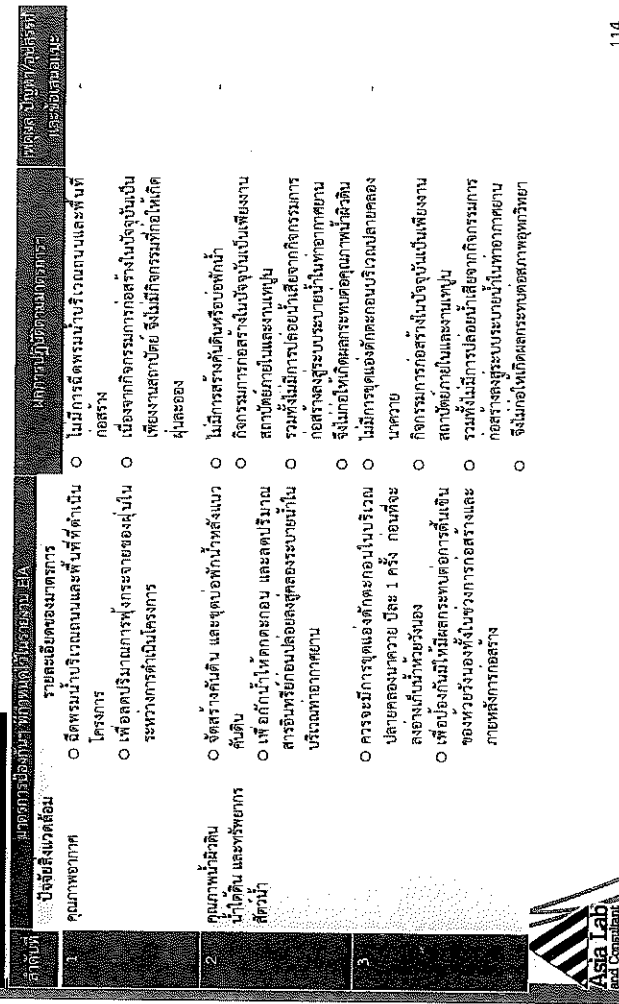 ลำดับที่
มาตรการป้องกันฯ ที่กำหนดไว้ในรายงาน EIA
ผลการปฏิบัติตามมาตรการฯ
เหตุผล ปัญหา/อุปสรรค
และข้อเสนอแนะ
ปัจจัยสิ่งแวดล้อม
รายละเอียดของมาตรการ
1
คุณภาพอากาศ
○ ฉีดพรมน้ำบริเวณถนนและพื้นที่ที่ดำเนิน
โครงการ
○ เพื่อลดปริมาณการฟุ้งกระจายของฝุ่นใน
ระหว่างการดำเนินโครงการ
○ ไม่มีการฉีดพรมน้ำบริเวณถนนและพื้นที่
ก่อสร้าง
○ เนื่องจากกิจกรรมการก่อสร้างในปัจจุบันเป็น
เพียงงานสถาปัตย์ จึงไม่มีกิจกรรมที่ก่อให้เกิด
ฝุ่นละออง
2
คุณภาพน้ำผิวดิน
น้ำใต้ดิน และทรัพยากร
สัตว์น้ำ
○ จัดสร้างคันดิน และขุดบ่อพักน้ำหลังแนว
คันดิน
○ เพื่อกักน้ำให้ตกตะกอน และลดปริมาณ
สารอินทรีย์ก่อนปล่อยลงสู่คลองระบายน้ำใน
บริเวณท่าอากาศยาน
○ ไม่มีการสร้างคันดินหรือบ่อพักน้ำ
○ กิจกรรมการก่อสร้างในปัจจุบันเป็นเพียงงาน
สถาปัตย์ภายในและงานเทปูน
○ รวมทั้งไม่มีการปล่อยน้ำเสียจากกิจกรรมการ
ก่อสร้างลงสู่ระบบระบายน้ำในท่าอากาศยาน
○ จึงไม่ก่อให้เกิดผลกระทบต่อคุณภาพน้ำผิวดิน
3
○ ควรจะมีการขุดแอ่งดักตะกอนในบริเวณ
ปลายคลองนาควาย ปีละ 1 ครั้ง ก่อนที่จะ
ลงอ่างเก็บน้ำห้วยวังนอง
○ เพื่อป้องกันมิให้มีผลกระทบต่อการตื้นเขิน
ของห้วยวังนองทั้งในช่วงการก่อสร้างและ
ภายหลังการก่อสร้าง
○ ไม่มีการขุดแอ่งดักตะกอนบริเวณปลายคลอง
นาควาย
○ กิจกรรมการก่อสร้างในปัจจุบันเป็นเพียงงาน
สถาปัตย์ภายในและงานเทปูน
○ รวมทั้งไม่มีการปล่อยน้ำเสียจากกิจกรรมการ
ก่อสร้างลงสู่ระบบระบายน้ำในท่าอากาศยาน
○ จึงไม่ก่อให้เกิดผลกระทบต่อสภาพอุทกวิทยา
Asia Lab
and Consultant
114